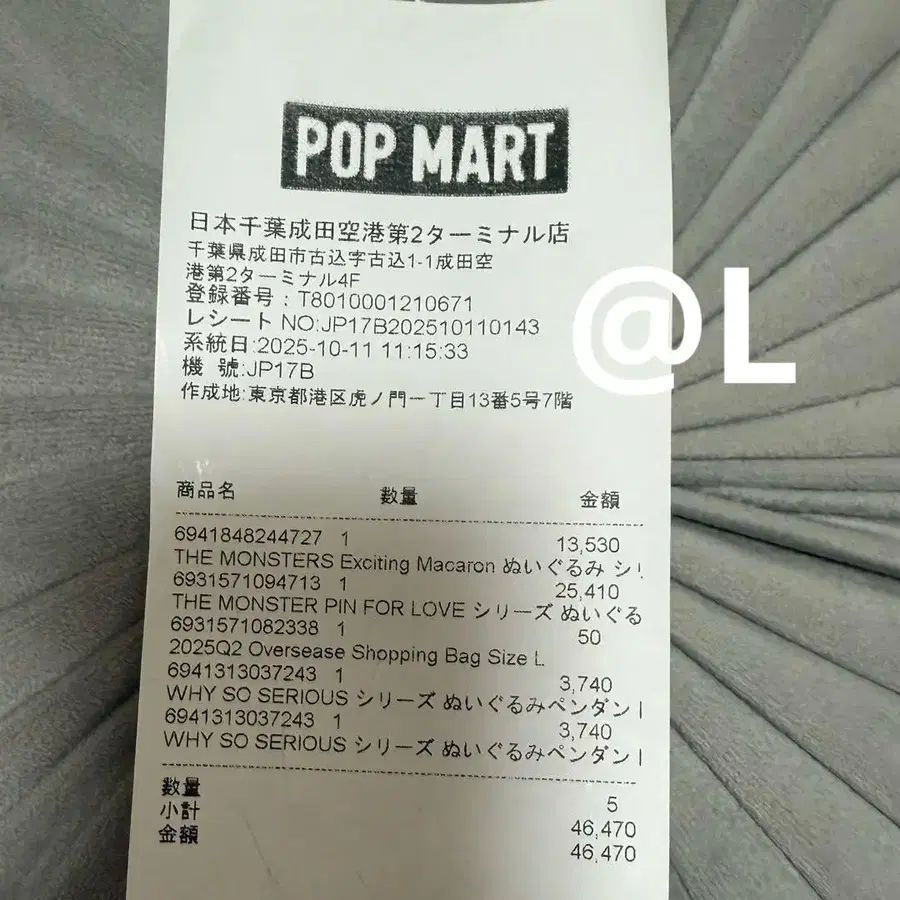 POP MART
日本千葉成田空港第2ターミナル店
千葉県成田市古込字古込1-1成田空
港第2ターミナル4F
登録番号：T8010001210671
レシート NO:JP17B202510110143
系統日:2025-10-11 11:15:33
機 號:JP17B
作成地:東京都港区虎ノ門一丁目13番5号7階
@L
商品名 数量 金額
6941848244727 1 13,530
THE MONSTERS Exciting Macaron ぬいぐるみ シリ
6931571094713 1 25,410
THE MONSTER PIN FOR LOVE シリーズ ぬいぐる
6931571082338 1 50
2025Q2 Oversease Shopping Bag Size L
6941313037243 1 3,740
WHY SO SERIOUS シリーズ ぬいぐるみペンダント
6941313037243 1 3,740
WHY SO SERIOUS シリーズ ぬいぐるみペンダント
数量 5
小計 46,470
金額 46,470